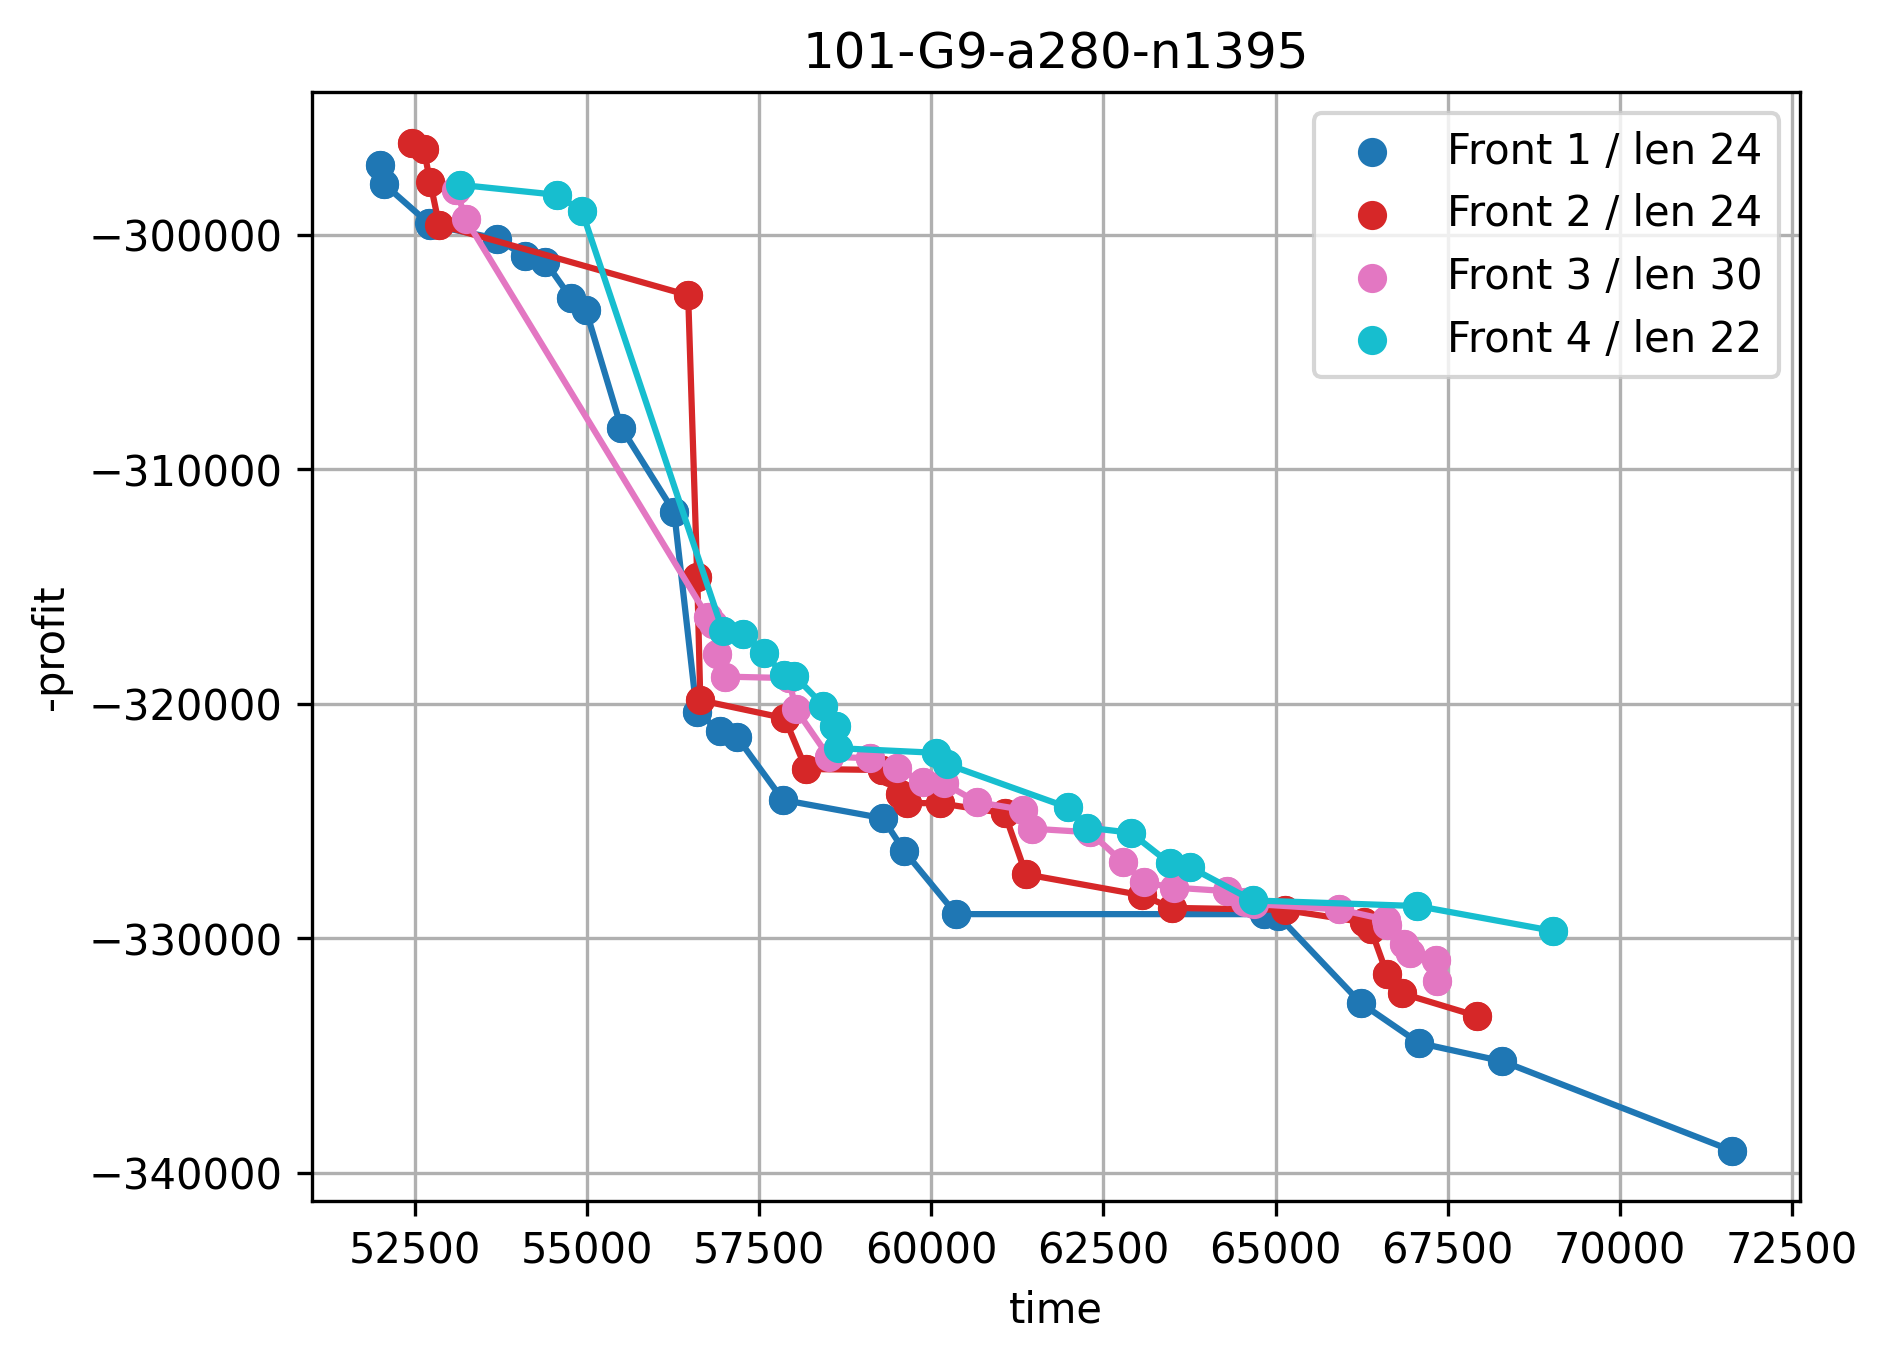 101-G9-a280-n1395
Front 1 / len 24
Front 2 / len 24
Front 3 / len 30
Front 4 / len 22
−300000
−310000
−320000
−330000
−340000
-profit
52500 55000 57500 60000 62500 65000 67500 70000 72500
time